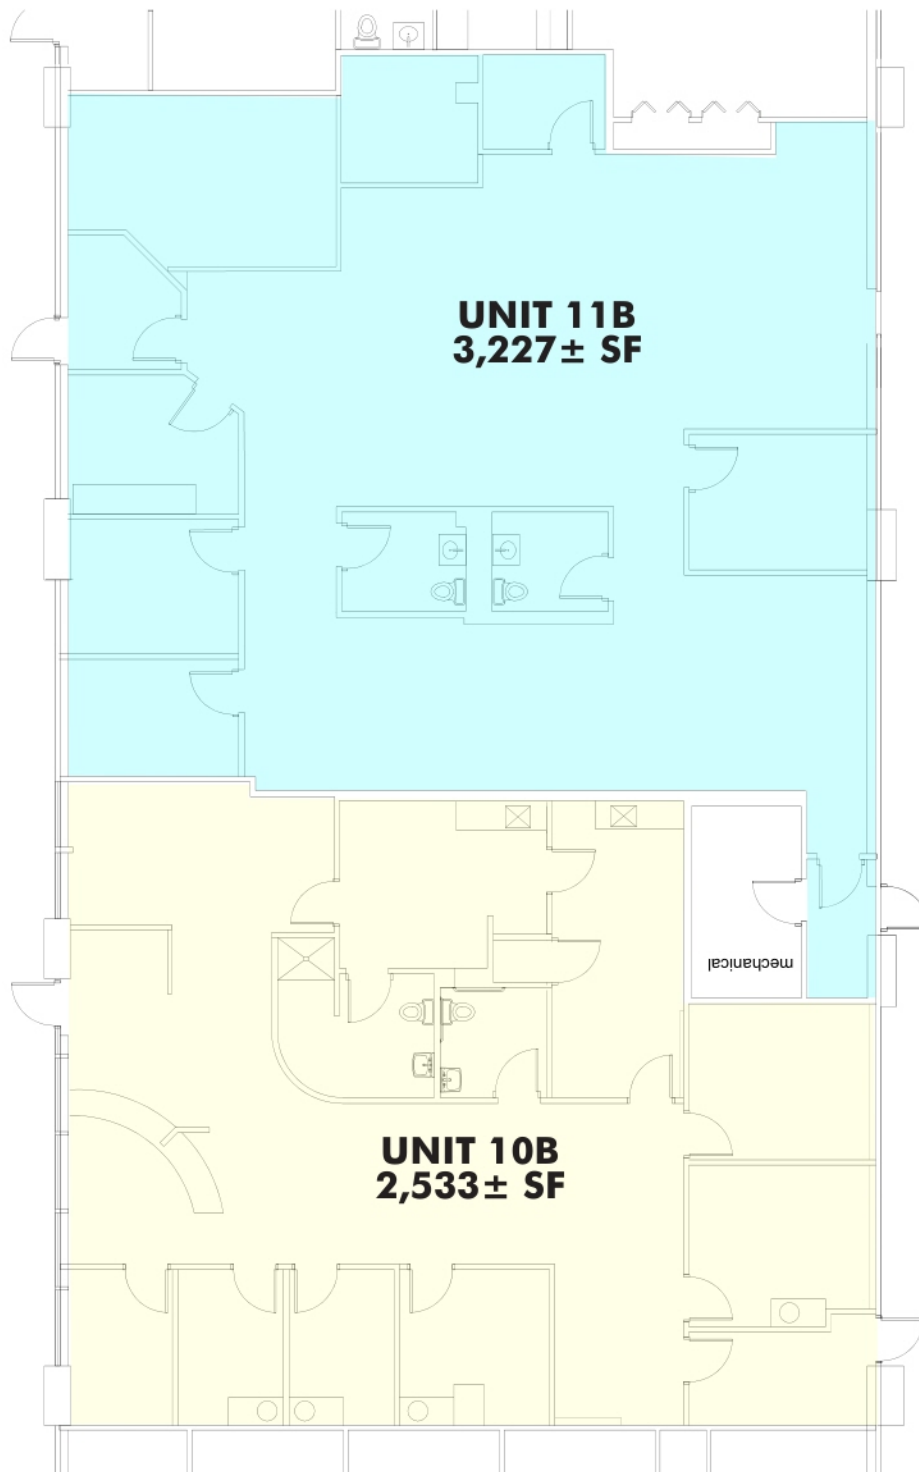 UNIT 11B
3,227± SF
mechanical
UNIT 10B
2,533± SF